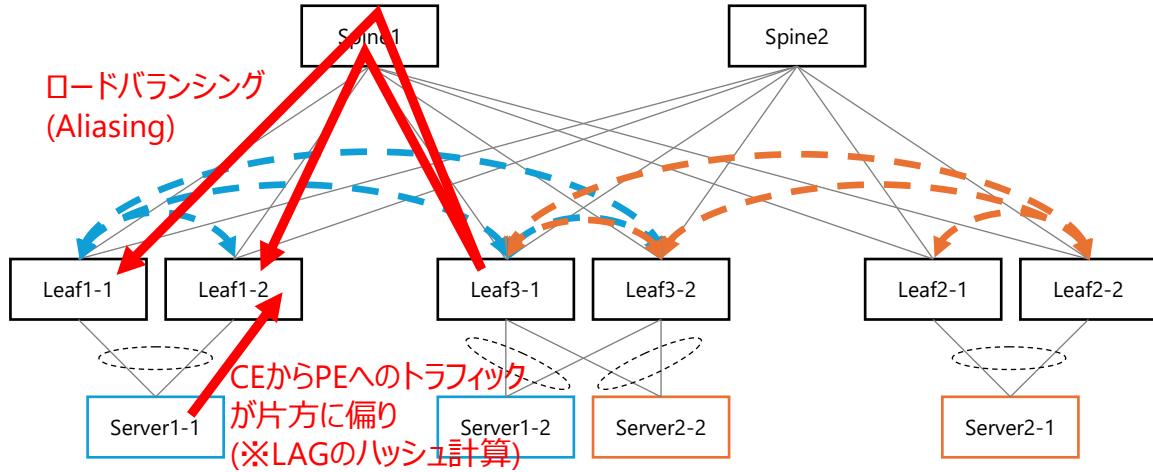 Spine1
Spine2
ロードバランシング
(Aliasing)
Leaf1-1
Leaf1-2
Leaf3-1
Leaf3-2
Leaf2-1
Leaf2-2
CEからPEへのトラフィック
が片方に偏り
(※LAGのハッシュ計算)
Server1-1
Server1-2
Server2-2
Server2-1